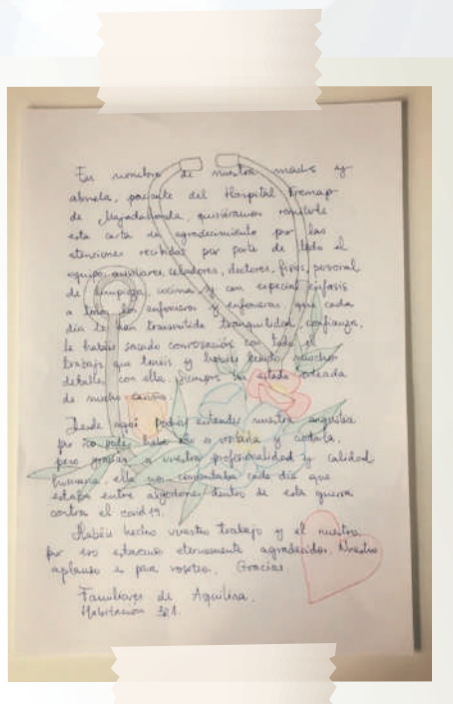 En nombre de nuestra madre y
abuela, paciente del Hospital Fremap
de Majadahonda, quisiéramos remitirle
esta carta de agradecimiento por las
atenciones recibidas por parte de todo el
equipo: auxiliares, celadores, doctores, fisios, personal
de limpieza, cocina y con especial énfasis
a todos los enfermeros y enfermeras que cada
día le han transmitido tranquilidad, confianza,
le habéis sacado conversación con todo el
trabajo que tenéis y habéis tenido muchos
detalles con ella. Siempre ha estado rodeada
de mucho cariño.
Desde aquí podéis entender nuestra angustia
por no poder haber ido a visitarla y cuidarla,
pero gracias a vuestra profesionalidad y calidad
humana, ella nos comentaba cada día que
estaba entre algodones dentro de esta guerra
contra el covid 19.
Habéis hecho vuestro trabajo y el nuestro
por eso estaremos eternamente agradecidos. Nuestro
aplauso es para vosotros. Gracias
Familiares de Aquilina.
Habitación 321.